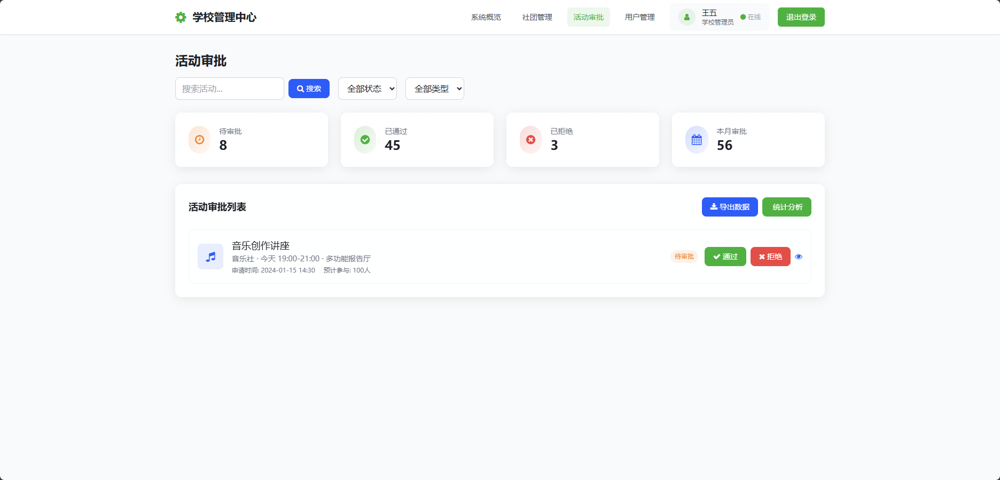 学校管理中心
系统概览
社团管理
活动审批
用户管理
王五
学校管理员
在线
退出登录
活动审批
搜索活动...
搜索
全部状态
全部类型
待审批
8
已通过
45
已拒绝
3
本月审批
56
活动审批列表
导出数据
统计分析
音乐创作讲座
音乐社 · 今天 19:00-21:00 · 多功能报告厅
申请时间: 2024-01-15 14:30 预计参与: 100人
待审批
通过
拒绝